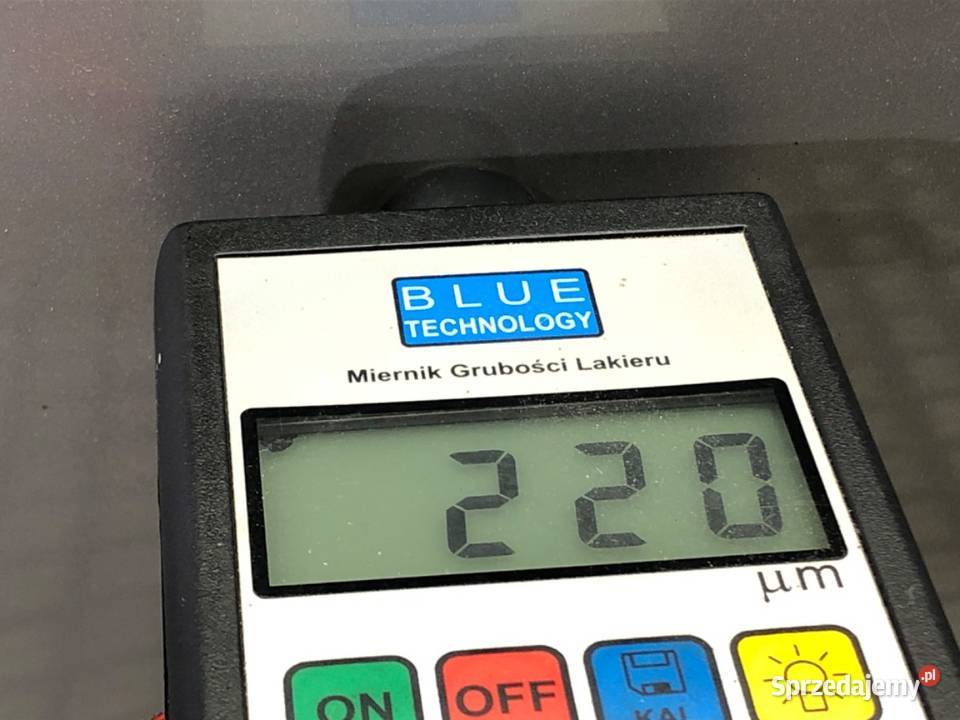 BLUE
TECHNOLOGY
Miernik Grubości Lakieru
220
μm
ON OFF KAL
Sprzedajemy.pl